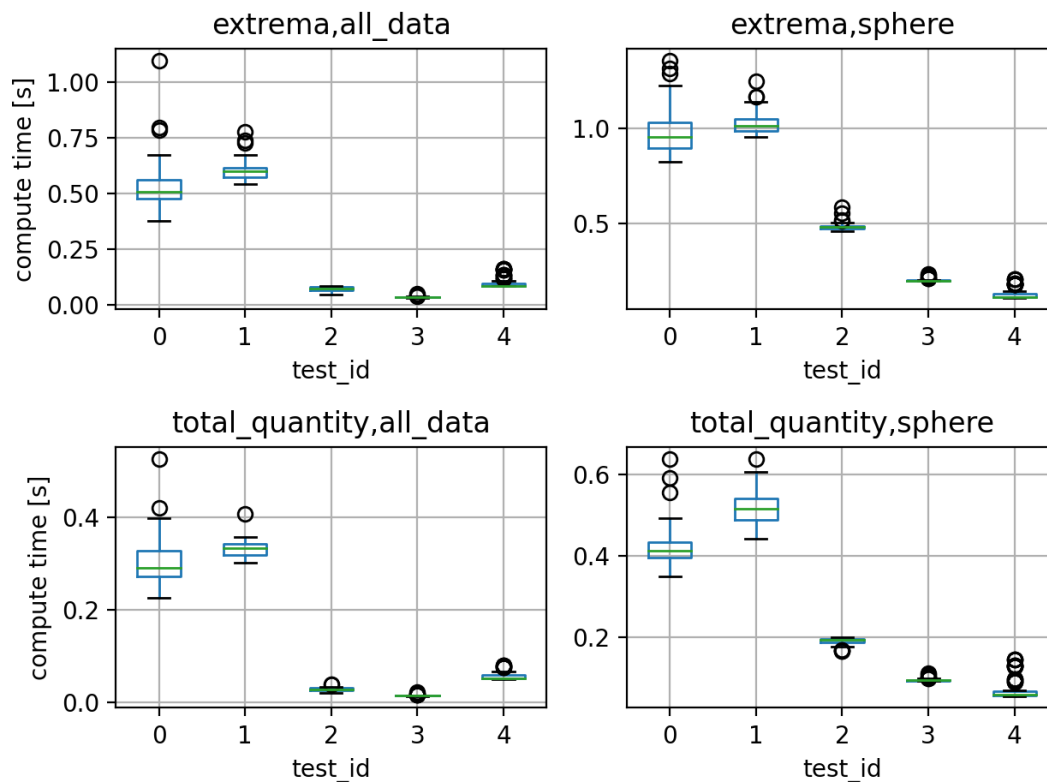 extrema,all_data
compute time [s]
1.00
0.75
0.50
0.25
0.00
0 1 2 3 4
test_id
extrema,sphere
1.0
0.5
0 1 2 3 4
test_id
total_quantity,all_data
compute time [s]
0.4
0.2
0.0
0 1 2 3 4
test_id
total_quantity,sphere
0.6
0.4
0.2
0 1 2 3 4
test_id